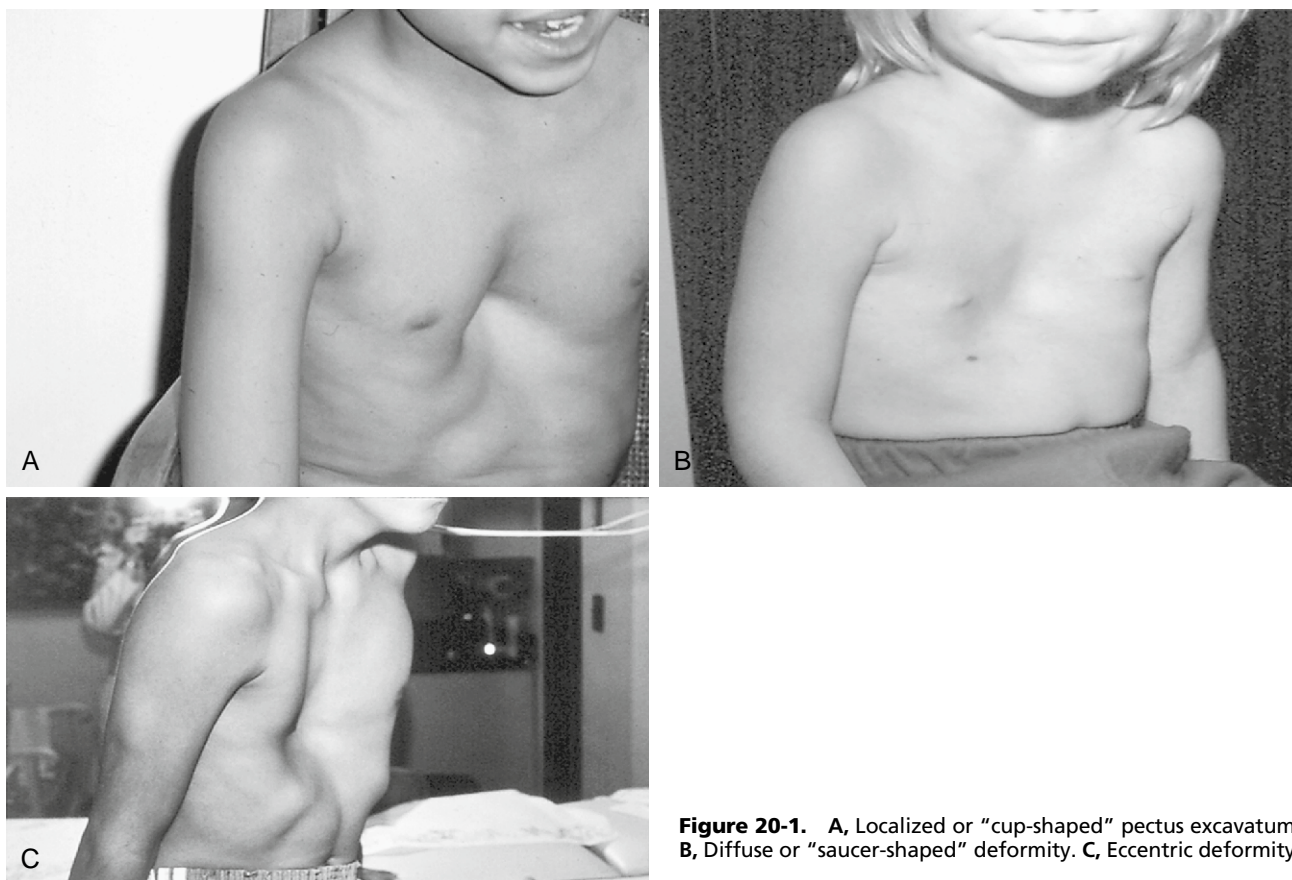 A
B
C
Figure 20-1. A, Localized or “cup-shaped” pectus excavatum
B, Diffuse or “saucer-shaped” deformity. C, Eccentric deformity